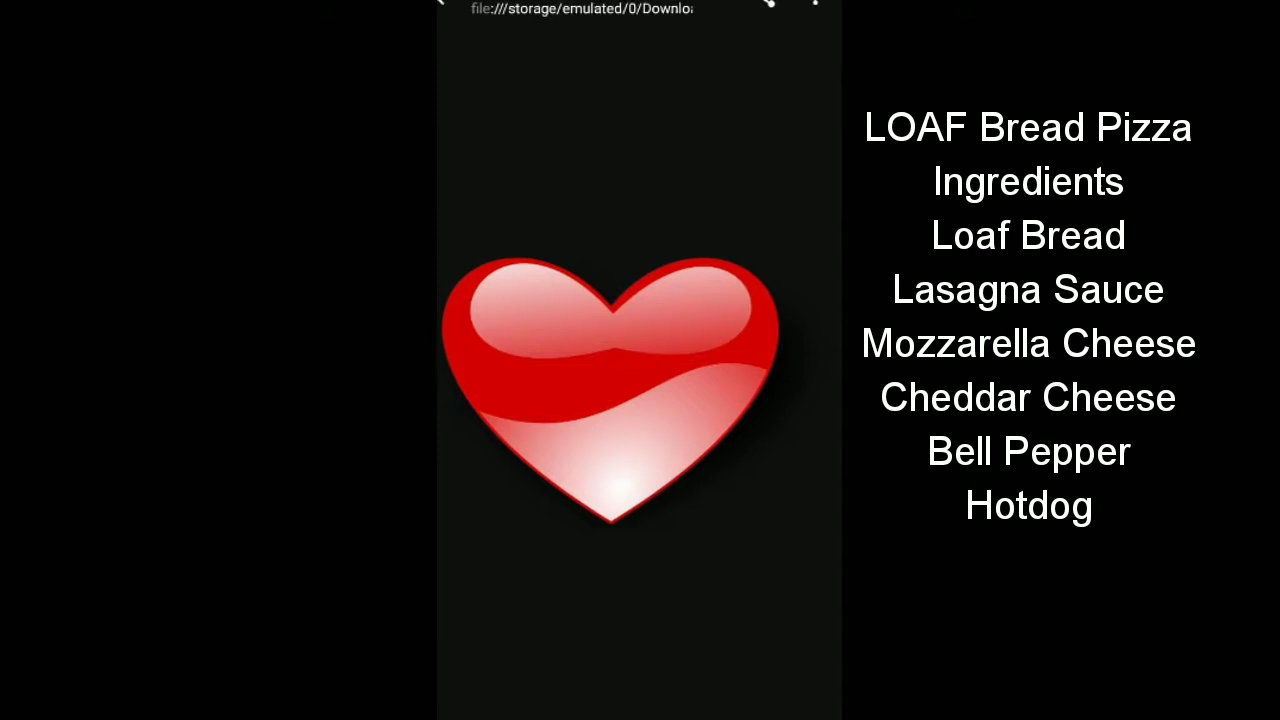 file:///storage/emulated/0/Downloa
LOAF Bread Pizza
Ingredients
Loaf Bread
Lasagna Sauce
Mozzarella Cheese
Cheddar Cheese
Bell Pepper
Hotdog